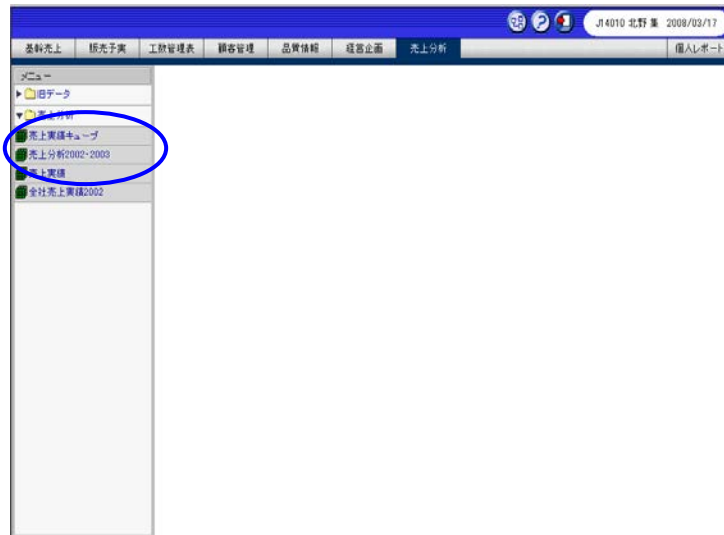 J14010 北野 集 2008/03/17
基幹売上 販売予実 工数管理表 顧客管理 品質情報 経営企画 売上分析 個人レポート
メニュー
旧データ
売上分析
売上実績キューブ
売上分析2002-2003
売上実績
全社売上実績2002